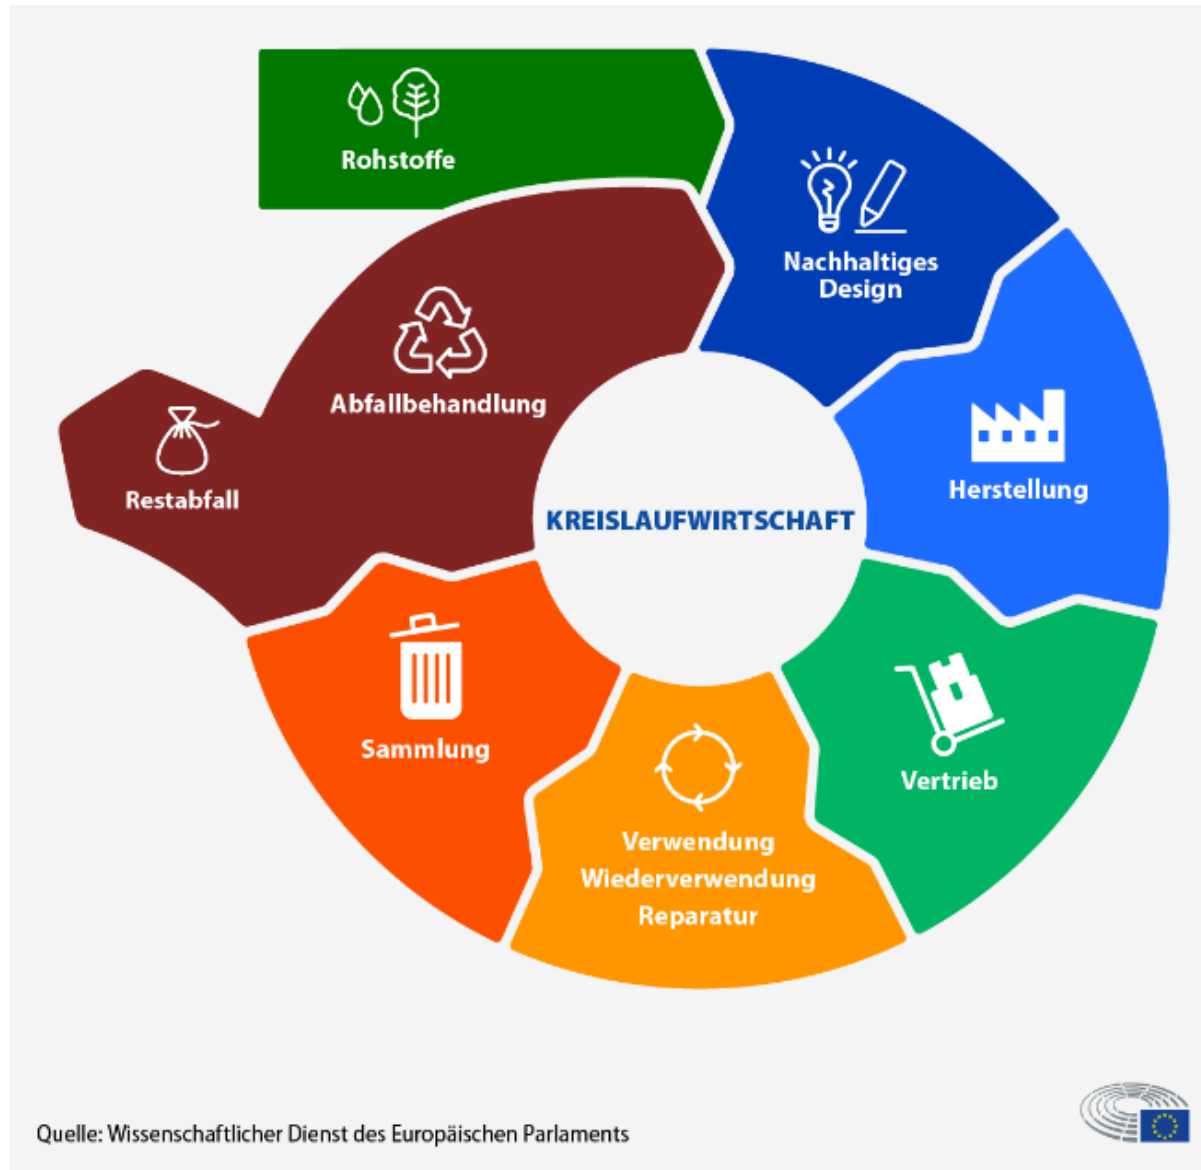 Rohstoffe
Nachhaltiges
Design
Herstellung
Vertrieb
Verwendung
Wiederverwendung
Reparatur
Sammlung
Abfallbehandlung
Restabfall
KREISLAUFWIRTSCHAFT
Quelle: Wissenschaftlicher Dienst des Europäischen Parlaments